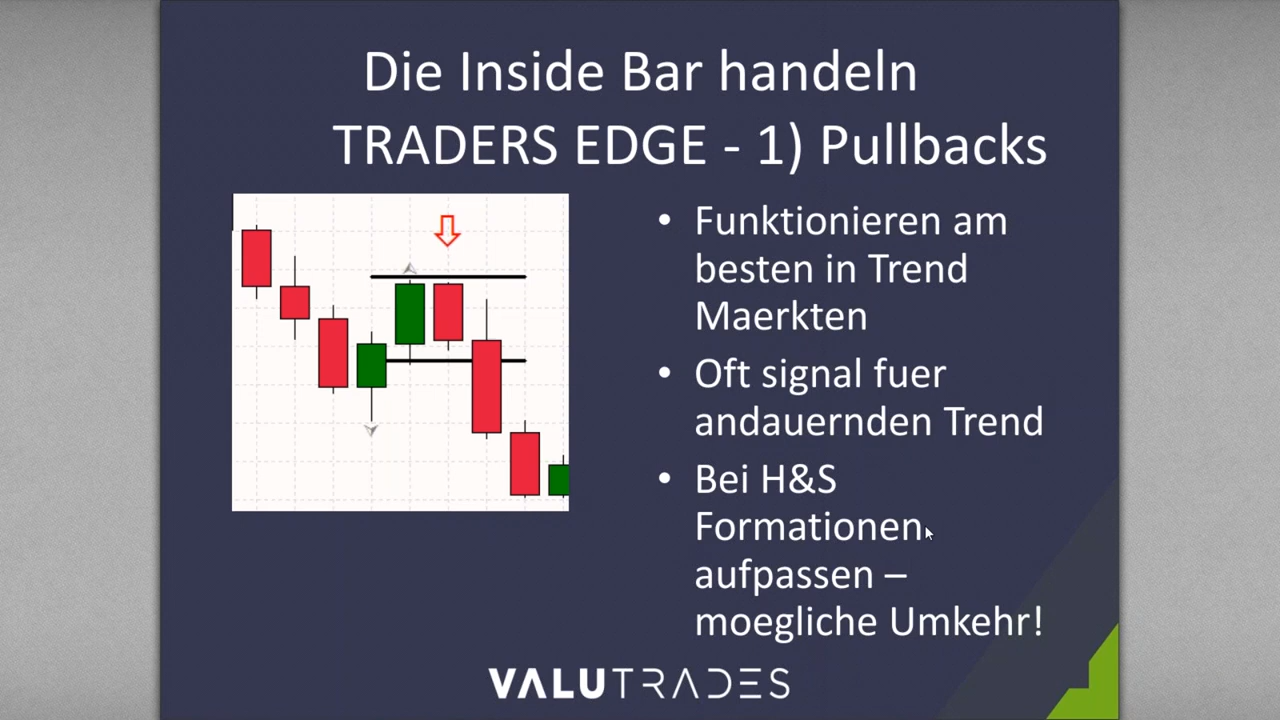 Die Inside Bar handeln
TRADERS EDGE - 1) Pullbacks
• Funktionieren am
besten in Trend
Maerkten
• Oft signal fuer
andauernden Trend
• Bei H&S
Formationen
aufpassen –
moegliche Umkehr!
VALUTRADES